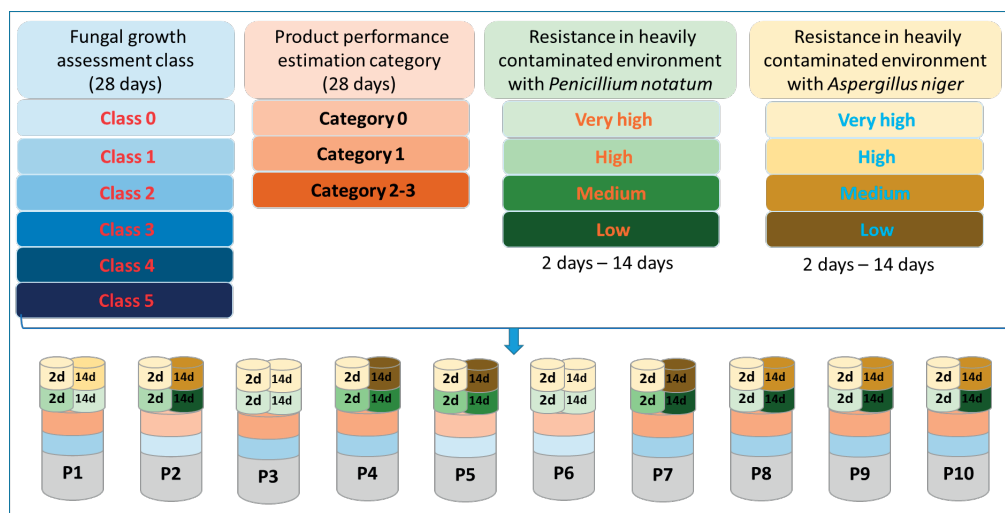 Fungal growth
assessment class
(28 days)
Class 0
Class 1
Class 2
Class 3
Class 4
Class 5
Product performance
estimation category
(28 days)
Category 0
Category 1
Category 2-3
Resistance in heavily
contaminated environment
with Penicillium notatum
Very high
High
Medium
Low
2 days – 14 days
Resistance in heavily
contaminated environment
with Aspergillus niger
Very high
High
Medium
Low
2 days – 14 days
2d 14d
2d 14d
P1
2d 14d
2d 14d
P2
2d 14d
2d 14d
P3
2d 14d
2d 14d
P4
2d 14d
2d 14d
P5
2d 14d
2d 14d
P6
2d 14d
2d 14d
P7
2d 14d
2d 14d
P8
2d 14d
2d 14d
P9
2d 14d
2d 14d
P10